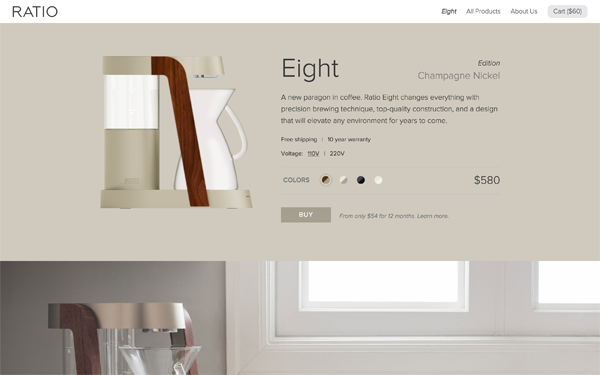 RATIO
Eight
All Products
About Us
Cart ($60)
Eight
Edition
Champagne Nickel
A new paragon in coffee. Ratio Eight changes everything with
precision brewing technique, top-quality construction, and a design
that will elevate any environment for years to come.
Free shipping | 10 year warranty
Voltage: 110V | 220V
COLORS
$580
BUY
From only $54 for 12 months. Learn more.